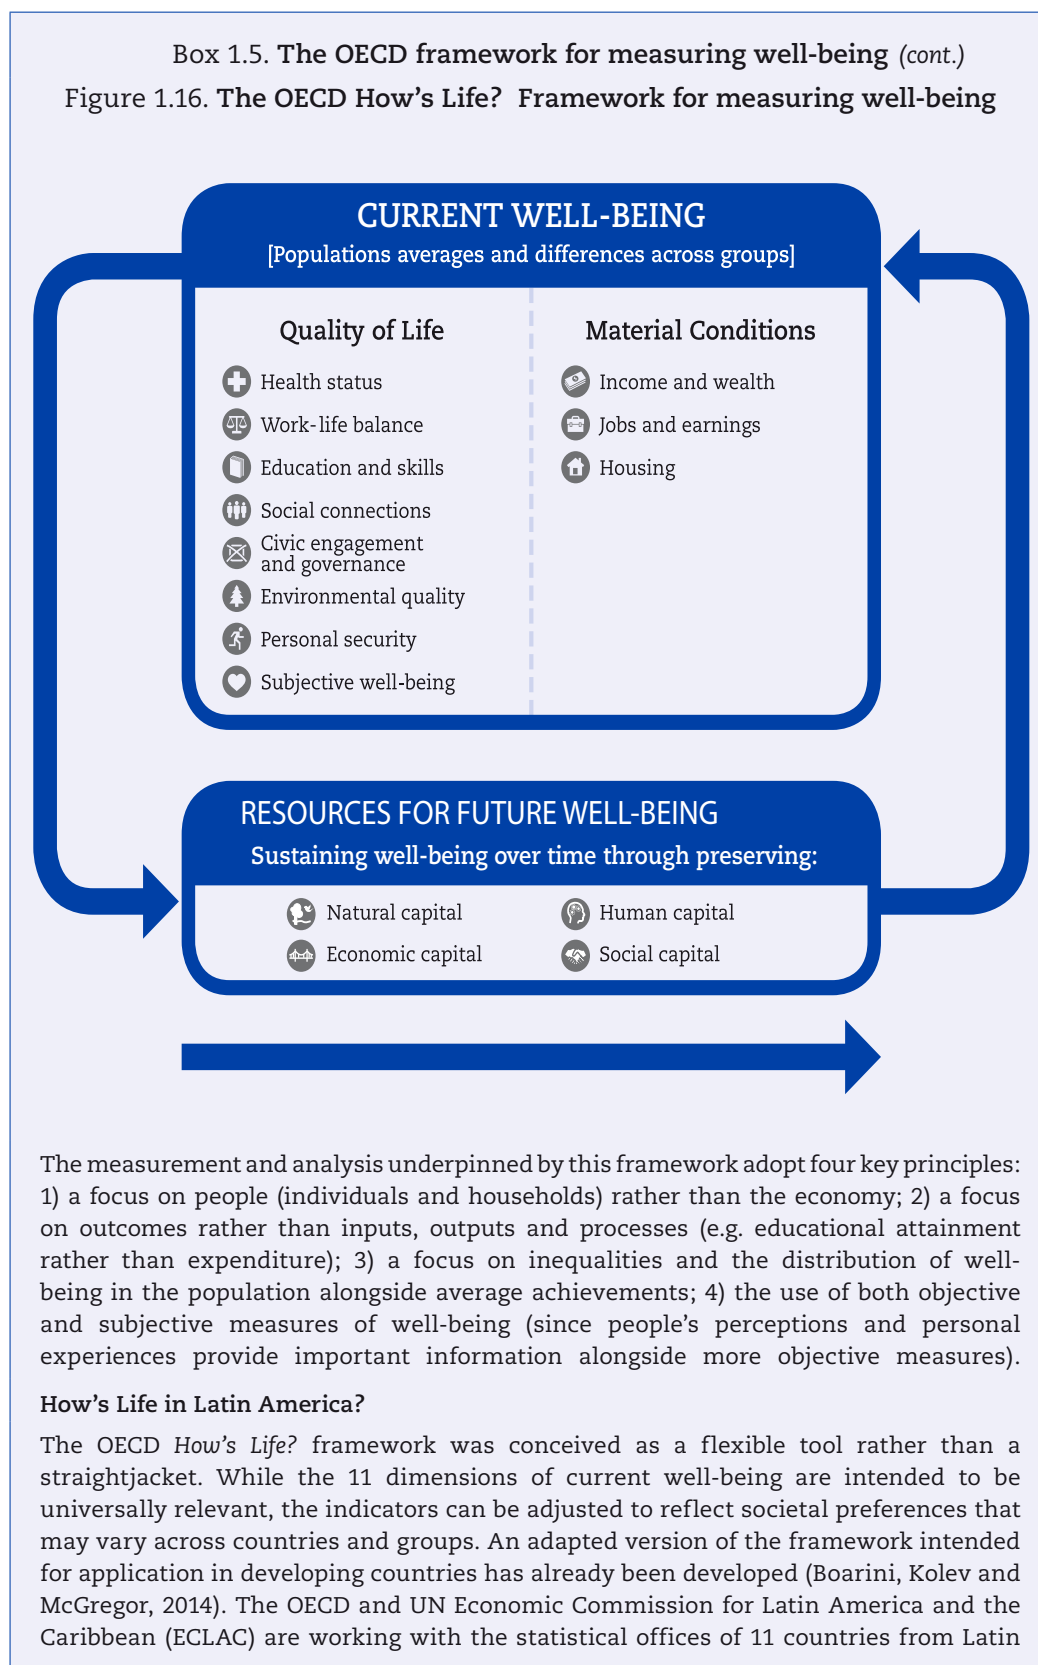 Box 1.5. The OECD framework for measuring well-being (cont.)
Figure 1.16. The OECD How's Life? Framework for measuring well-being
CURRENT WELL-BEING
[Populations averages and differences across groups]
Quality of Life
Health status
Work-life balance
Education and skills
Social connections
Civic engagement
and governance
Environmental quality
Personal security
Subjective well-being
Material Conditions
Income and wealth
Jobs and earnings
Housing
RESOURCES FOR FUTURE WELL-BEING
Sustaining well-being over time through preserving:
Natural capital
Economic capital
Human capital
Social capital
The measurement and analysis underpinned by this framework adopt four key principles:
1) a focus on people (individuals and households) rather than the economy; 2) a focus
on outcomes rather than inputs, outputs and processes (e.g. educational attainment
rather than expenditure); 3) a focus on inequalities and the distribution of well-
being in the population alongside average achievements; 4) the use of both objective
and subjective measures of well-being (since people's perceptions and personal
experiences provide important information alongside more objective measures).
How's Life in Latin America?
The OECD How's Life? framework was conceived as a flexible tool rather than a
straightjacket. While the 11 dimensions of current well-being are intended to be
universally relevant, the indicators can be adjusted to reflect societal preferences that
may vary across countries and groups. An adapted version of the framework intended
for application in developing countries has already been developed (Boarini, Kolev and
McGregor, 2014). The OECD and UN Economic Commission for Latin America and the
Caribbean (ECLAC) are working with the statistical offices of 11 countries from Latin